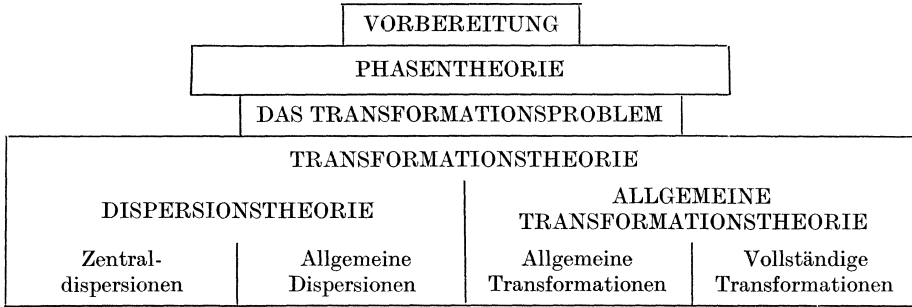 VORBEREITUNG
PHASENTHEORIE
DAS TRANSFORMATIONSPROBLEM
TRANSFORMATIONSTHEORIE
DISPERSIONSTHEORIE
ALLGEMEINE
TRANSFORMATIONSTHEORIE
Zentral-
dispersionen
Allgemeine
Dispersionen
Allgemeine
Transformationen
Vollständige
Transformationen